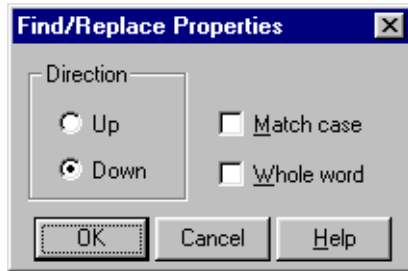 Find/Replace Properties
Direction
Up
Match case
Down
Whole word
OK Cancel Help